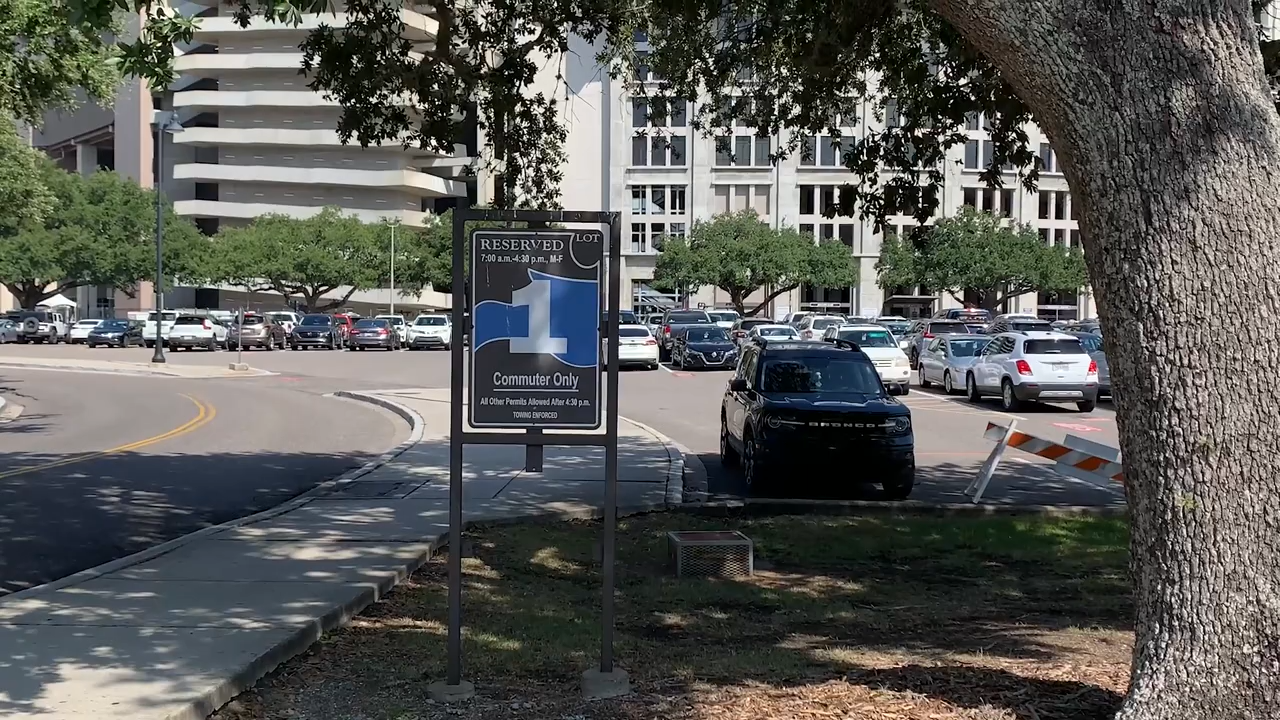 RESERVED LOT
7:00 a.m.-4:30 p.m., M-F
1
Commuter Only
All Other Permits Allowed After 4:30 p.m.
TOWING ENFORCED
BRONCO